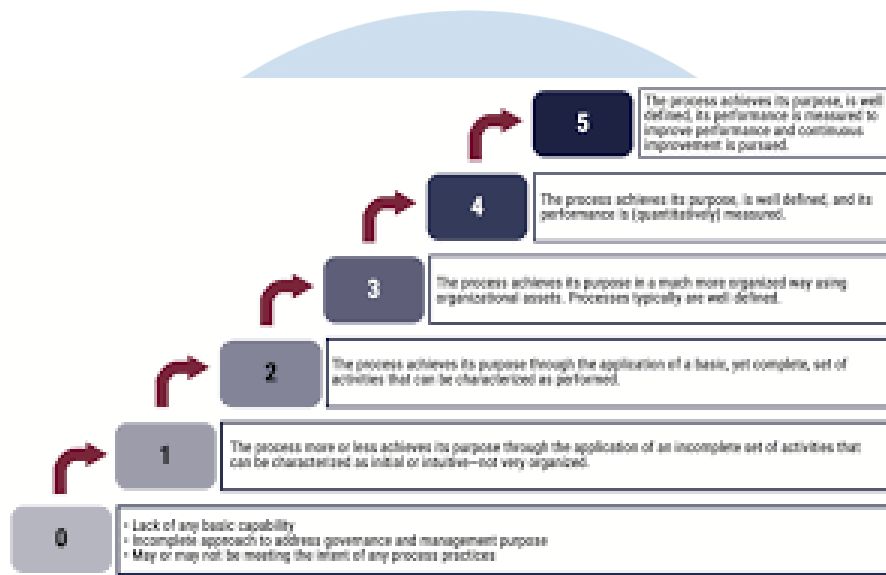 5
The process achieves its purpose, is well
defined, its performance is measured to
improve performance and continuous
improvement is pursued.
4
The process achieves its purpose, is well defined, and its
performance is (quantitatively) measured.
3
The process achieves its purpose in a much more organized way using
organizational assets. Processes typically are well defined.
2
The process achieves its purpose through the application of a basic, yet complete, set of
activities that can be characterized as performed.
1
The process more or less achieves its purpose through the application of an incomplete set of activities that
can be characterized as initial or intuitive—not very organized.
0
• Lack of any basic capability
• Incomplete approach to address governance and management purpose
• May or may not be meeting the intent of any process practices